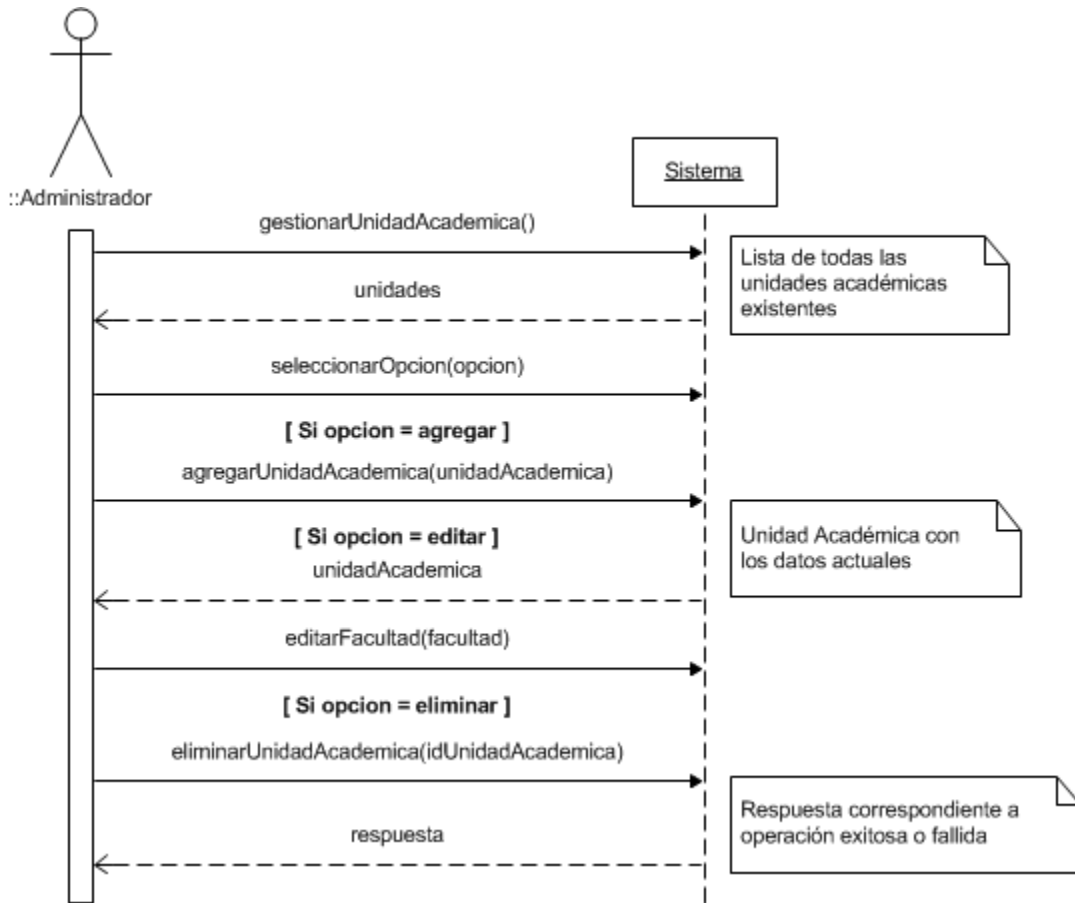 ::Administrador
Sistema
gestionarUnidadAcademica()
Lista de todas las
unidades académicas
existentes
unidades
seleccionarOpcion(opcion)
[ Si opcion = agregar ]
agregarUnidadAcademica(unidadAcademica)
[ Si opcion = editar ]
unidadAcademica
Unidad Académica con
los datos actuales
editarFacultad(facultad)
[ Si opcion = eliminar ]
eliminarUnidadAcademica(idUnidadAcademica)
respuesta
Respuesta correspondiente a
operación exitosa o fallida